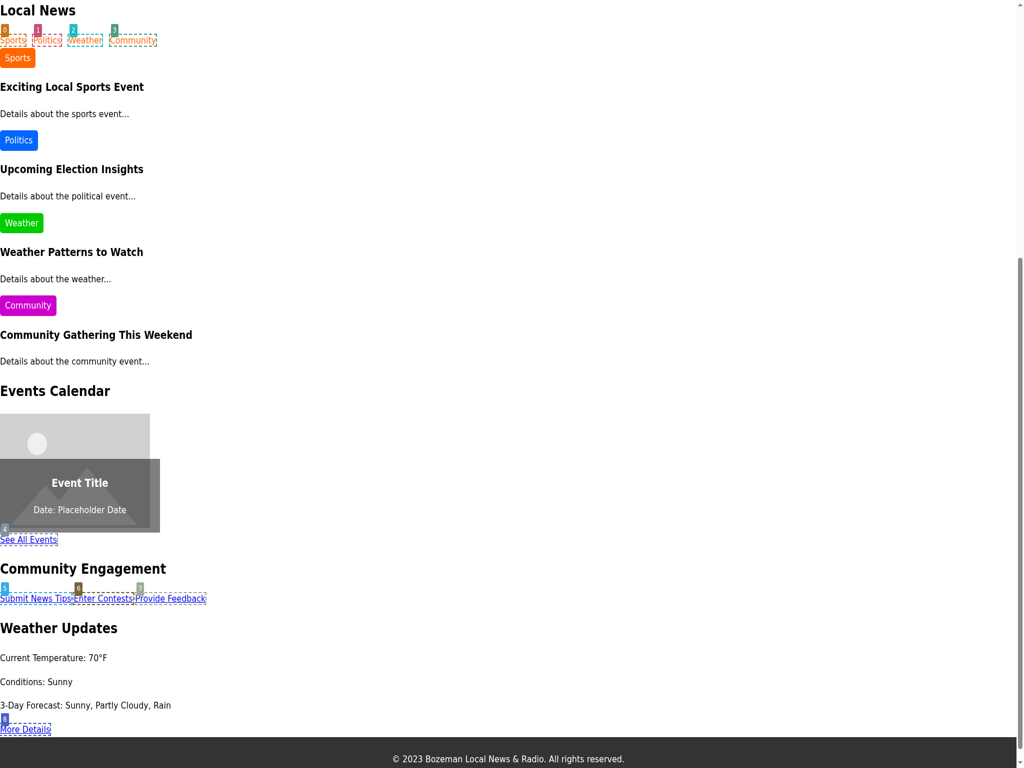 Local News
0 1 2 3
Sports Politics Weather Community
Sports
Exciting Local Sports Event
Details about the sports event...
Politics
Upcoming Election Insights
Details about the political event...
Weather
Weather Patterns to Watch
Details about the weather...
Community
Community Gathering This Weekend
Details about the community event...
Events Calendar
Event Title
Date: Placeholder Date
4
See All Events
Community Engagement
5 6 7
Submit News Tips Enter Contests Provide Feedback
Weather Updates
Current Temperature: 70°F
Conditions: Sunny
3-Day Forecast: Sunny, Partly Cloudy, Rain
8
More Details
© 2023 Bozeman Local News & Radio. All rights reserved.